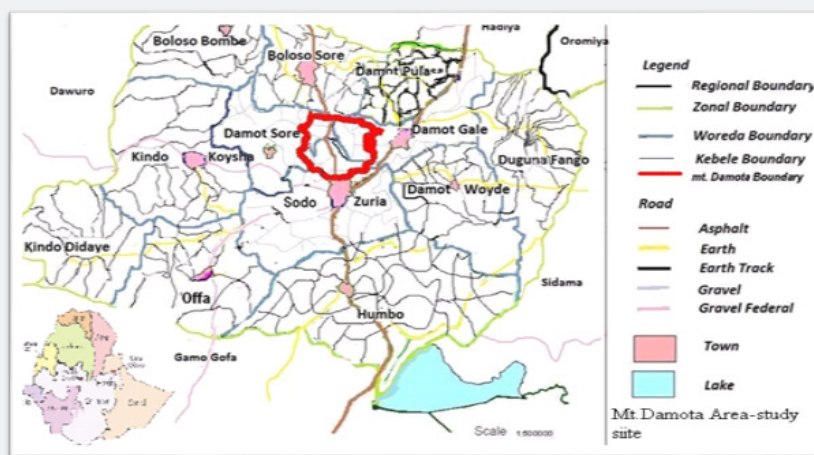 Hadiya
Boloso Bombe
Oromiya
Boloso Sore
Damot Pulasa
Dawuro
Damot Sore
Damot Gale
Kindo Koysha
Duguna Fango
Damot Woyde
Sodo Zuria
Kindo Didaye
Sidama
Offa
Humbo
Gamo Gofa
Scale 1:500000
Legend
Regional Boundary
Zonal Boundary
Woreda Boundary
Kebele Boundary
mt. Damota Boundary
Road
Asphalt
Earth
Earth Track
Gravel
Gravel Federal
Town
Lake
Mt.Damota Area-study
siite